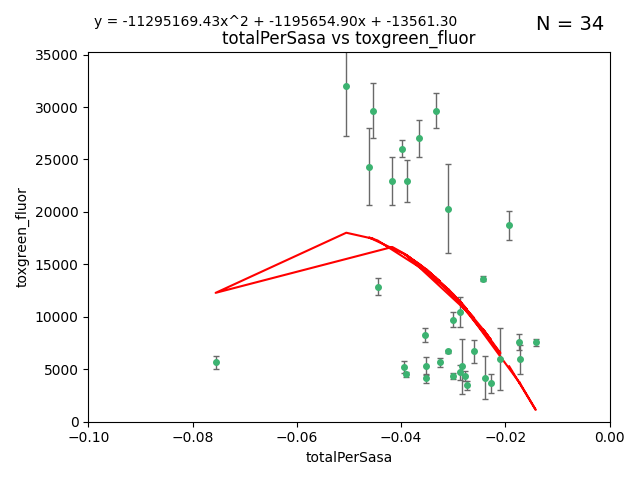 y = -11295169.43x^2 + -1195654.90x + -13561.30
N = 34
totalPerSasa vs toxgreen_fluor
35000
30000
25000
20000
15000
10000
5000
0
toxgreen_fluor
−0.10 −0.08 −0.06 −0.04 −0.02 0.00
totalPerSasa